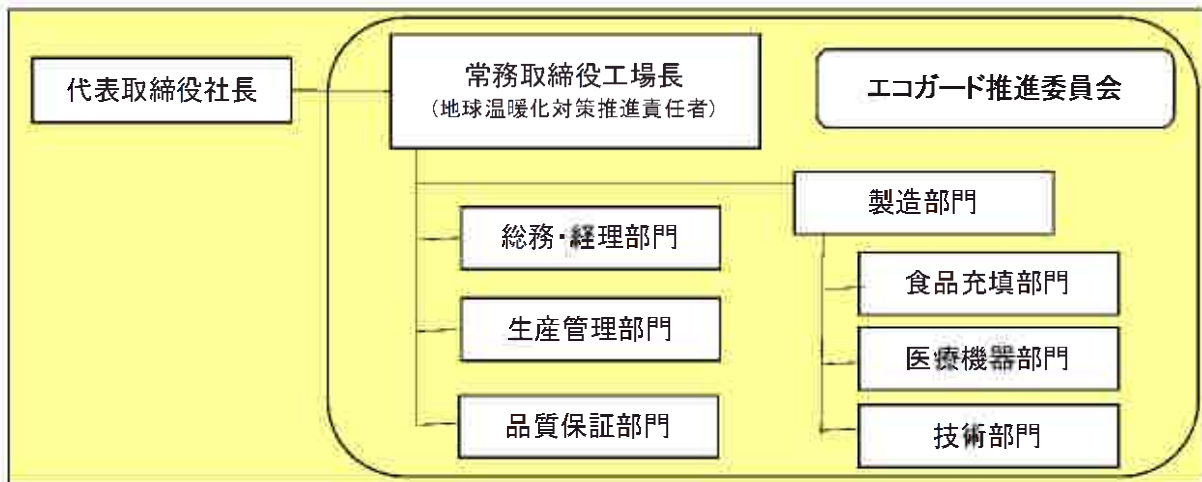 代表取締役社長
常務取締役工場長
(地球温暖化対策推進責任者)
エコガード推進委員会
製造部門
総務・経理部門
食品充填部門
生産管理部門
医療機器部門
品質保証部門
技術部門